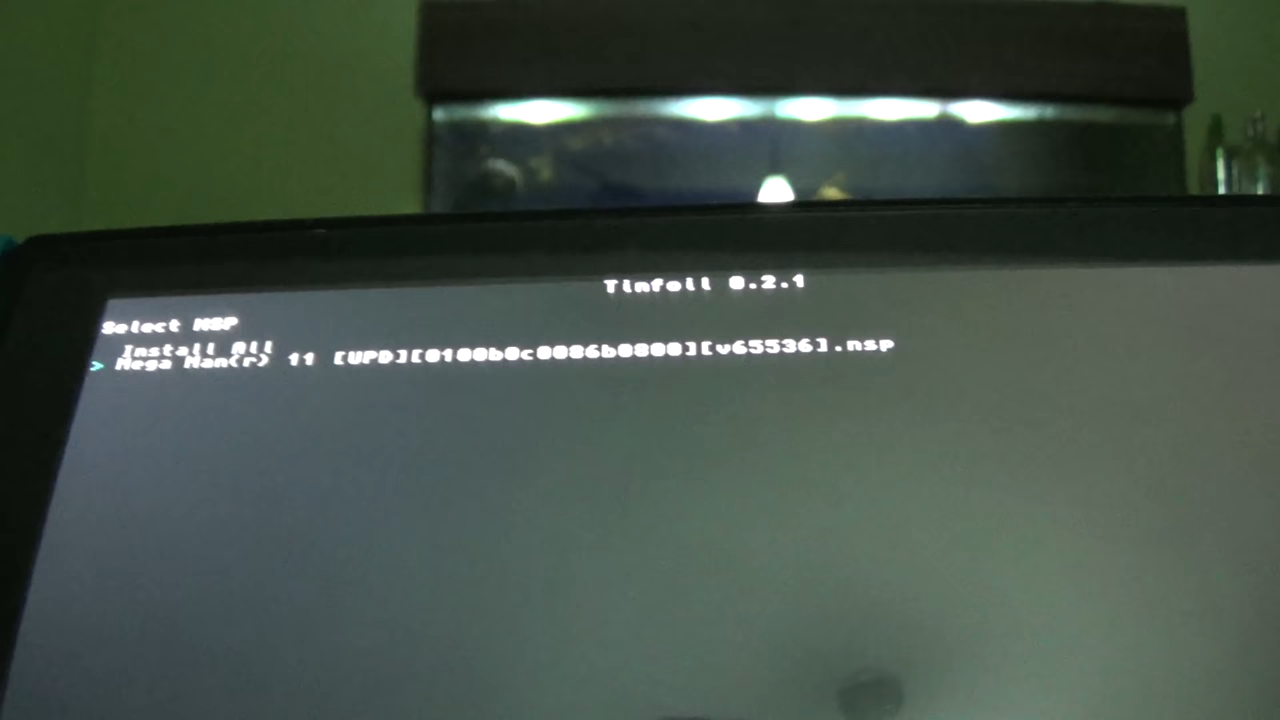 Tinfoil 0.2.1
Select NSP
Install All
> Mega Man(r) 11 [UPD][0100b0c0086b0800][v65536].nsp